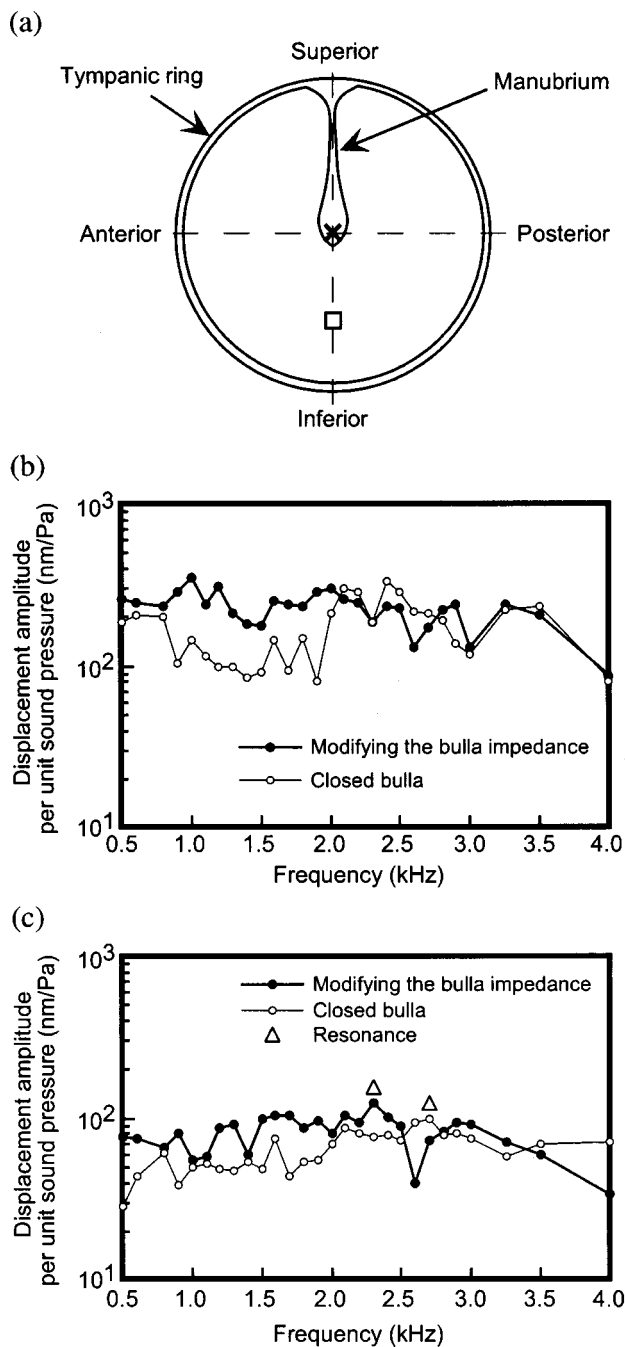 (a)
Superior
Tympanic ring
Manubrium
Anterior
Posterior
Inferior
(b)
Displacement amplitude
per unit sound pressure (nm/Pa)
10³
10²
10¹
Modifying the bulla impedance
Closed bulla
0.5 1.0 1.5 2.0 2.5 3.0 3.5 4.0
Frequency (kHz)
(c)
Displacement amplitude
per unit sound pressure (nm/Pa)
10³
10²
10¹
Modifying the bulla impedance
Closed bulla
Resonance
0.5 1.0 1.5 2.0 2.5 3.0 3.5 4.0
Frequency (kHz)